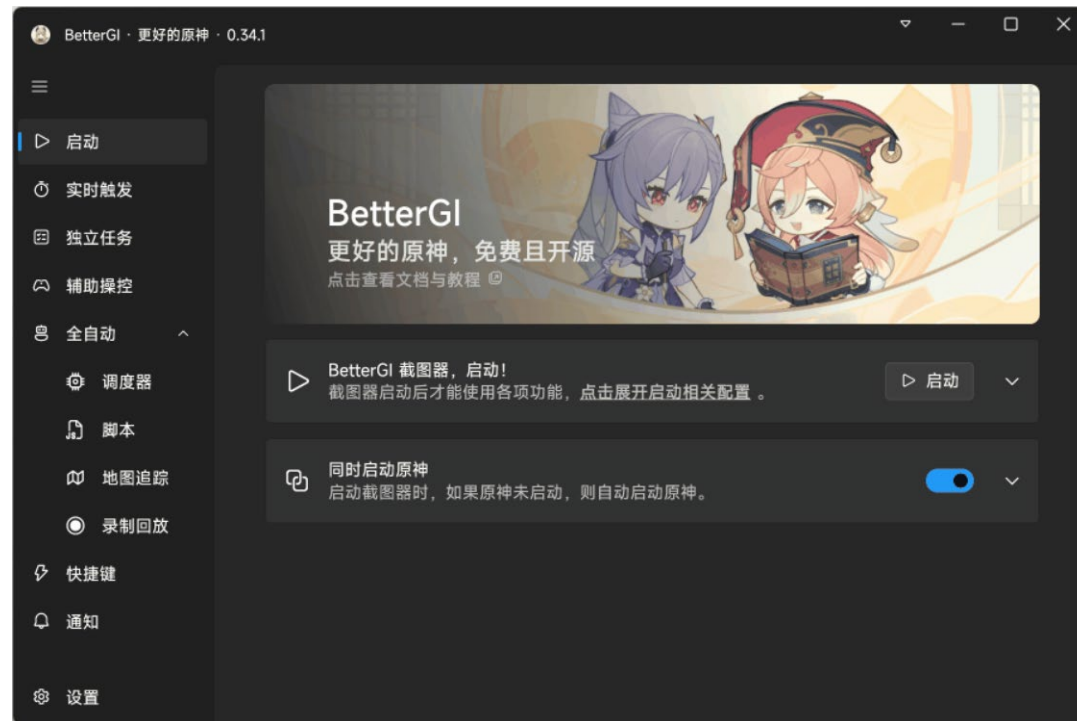 BetterGI · 更好的原神 · 0.34.1
启动
实时触发
独立任务
辅助操控
全自动
调度器
脚本
地图追踪
录制回放
快捷键
通知
设置
BetterGI
更好的原神，免费且开源
点击查看文档与教程
BetterGI 截图器，启动！
截图器启动后才能使用各项功能，点击展开启动相关配置 。
启动
同时启动原神
启动截图器时，如果原神未启动，则自动启动原神。